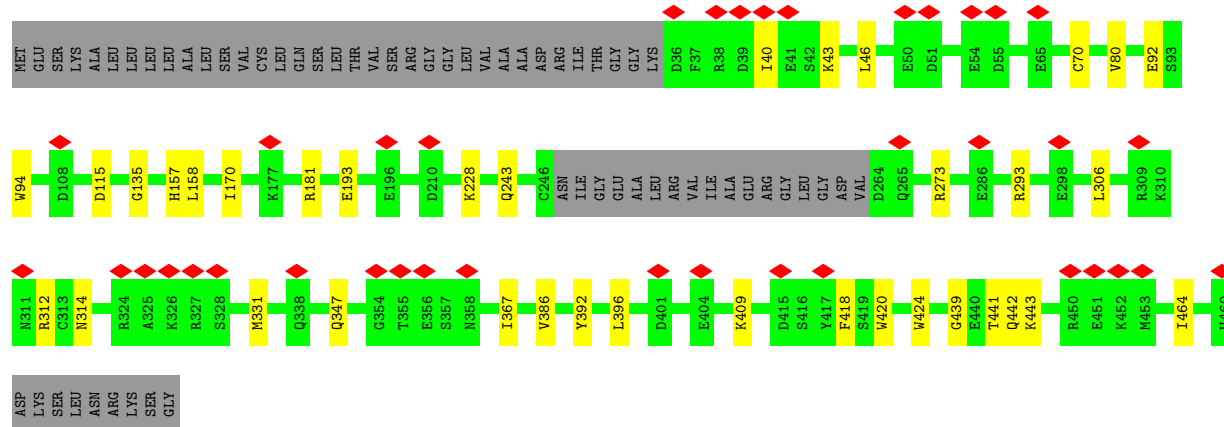 MET GLU SER LYS ALA LEU LEU LEU LEU LEU ALA LEU SER VAL CYS LEU GLN SER LEU THR VAL SER ARG GLY GLY LEU VAL ALA ALA ASP ARG ILE THR GLY GLY LYS D36 F37 R38 D39 I40 E41 S42 K43 L46 E50 D51 E54 D55 E65 C70 V80 E92 S93
W94 D108 D115 G135 H157 L158 I170 K177 R181 E193 E196 D210 K228 Q243 C246 ASN ILE GLY GLU ALA LEU ARG VAL ILE ALA GLU ARG GLY LEU LEU GLY ASP VAL D264 Q265 R273 E286 R293 E298 L306 R309 K310
N311 R312 C313 N314 R324 A325 K326 R327 S328 M331 Q338 Q347 G354 T355 E356 S357 N358 I367 V386 Y392 L396 D401 E404 K409 D415 S416 Y417 F418 S419 W420 W424 G439 E440 T441 Q442 K443 R450 E451 K452 M453 I464
ASP LYS SER LEU ASN ARG LYS SER GLY